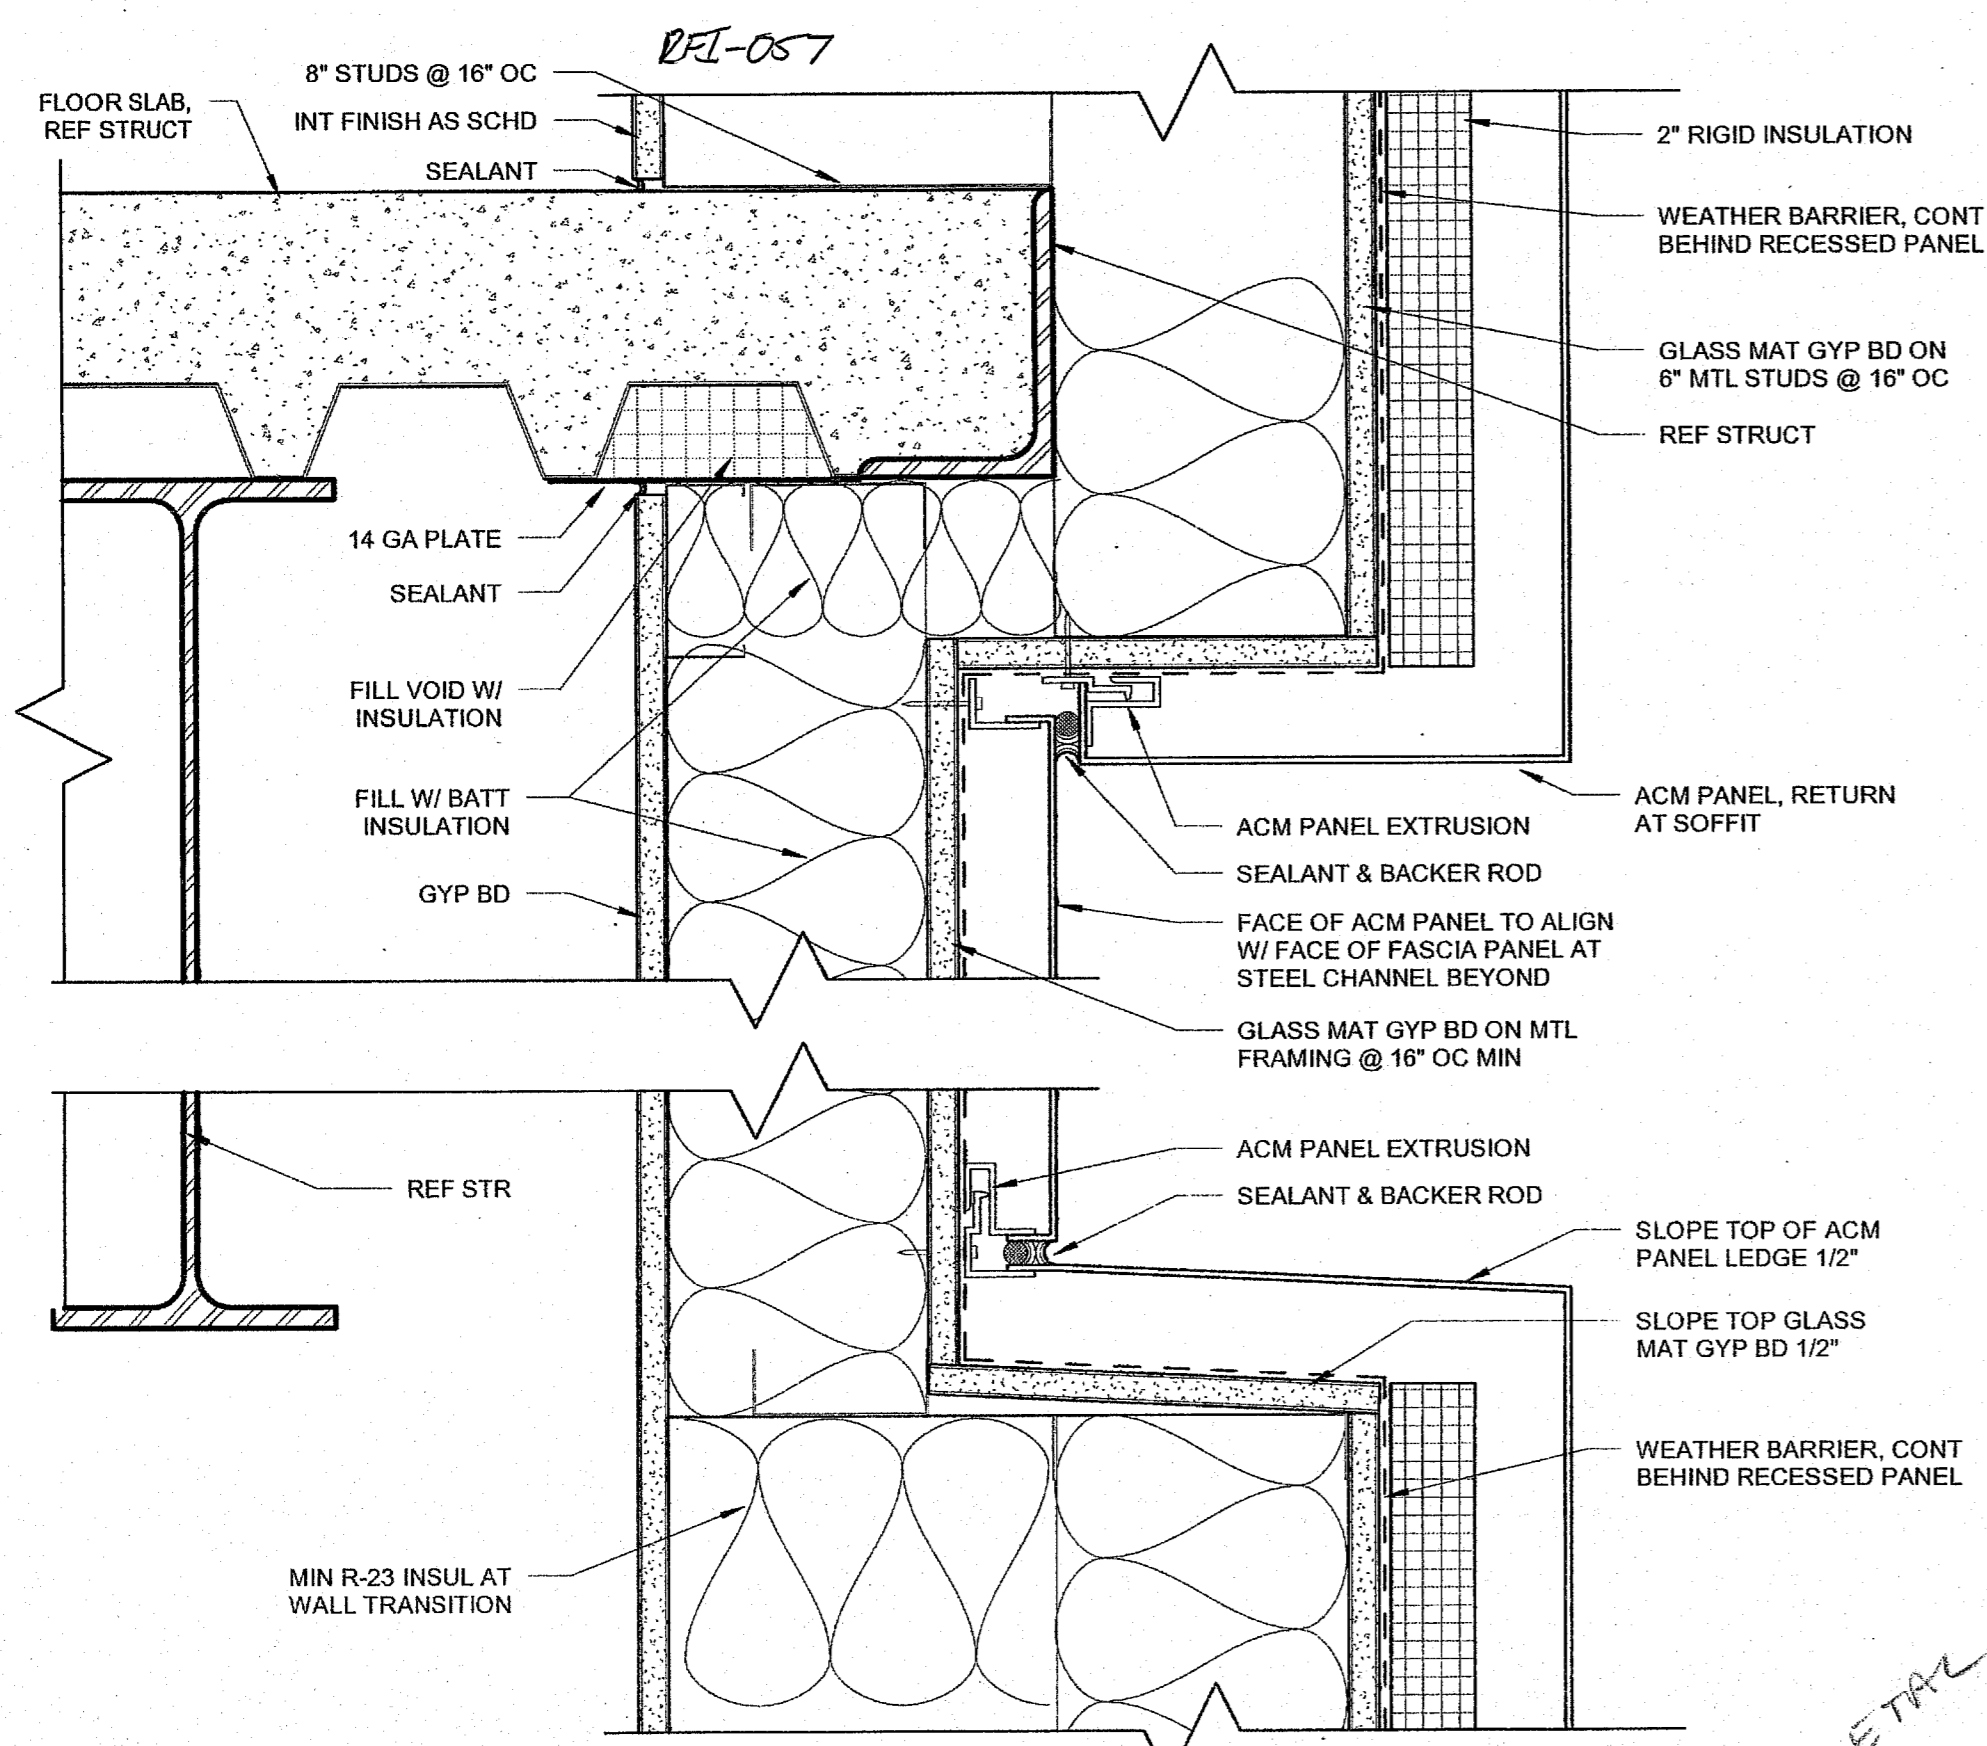 RFI-057
8" STUDS @ 16" OC
FLOOR SLAB,
REF STRUCT
INT FINISH AS SCHD
SEALANT
2" RIGID INSULATION
WEATHER BARRIER, CONT
BEHIND RECESSED PANEL
GLASS MAT GYP BD ON
6" MTL STUDS @ 16" OC
REF STRUCT
14 GA PLATE
SEALANT
FILL VOID W/
INSULATION
FILL W/ BATT
INSULATION
GYP BD
ACM PANEL, RETURN
AT SOFFIT
ACM PANEL EXTRUSION
SEALANT & BACKER ROD
FACE OF ACM PANEL TO ALIGN
W/ FACE OF FASCIA PANEL AT
STEEL CHANNEL BEYOND
GLASS MAT GYP BD ON MTL
FRAMING @ 16" OC MIN
ACM PANEL EXTRUSION
SEALANT & BACKER ROD
REF STR
SLOPE TOP OF ACM
PANEL LEDGE 1/2"
SLOPE TOP GLASS
MAT GYP BD 1/2"
WEATHER BARRIER, CONT
BEHIND RECESSED PANEL
MIN R-23 INSUL AT
WALL TRANSITION